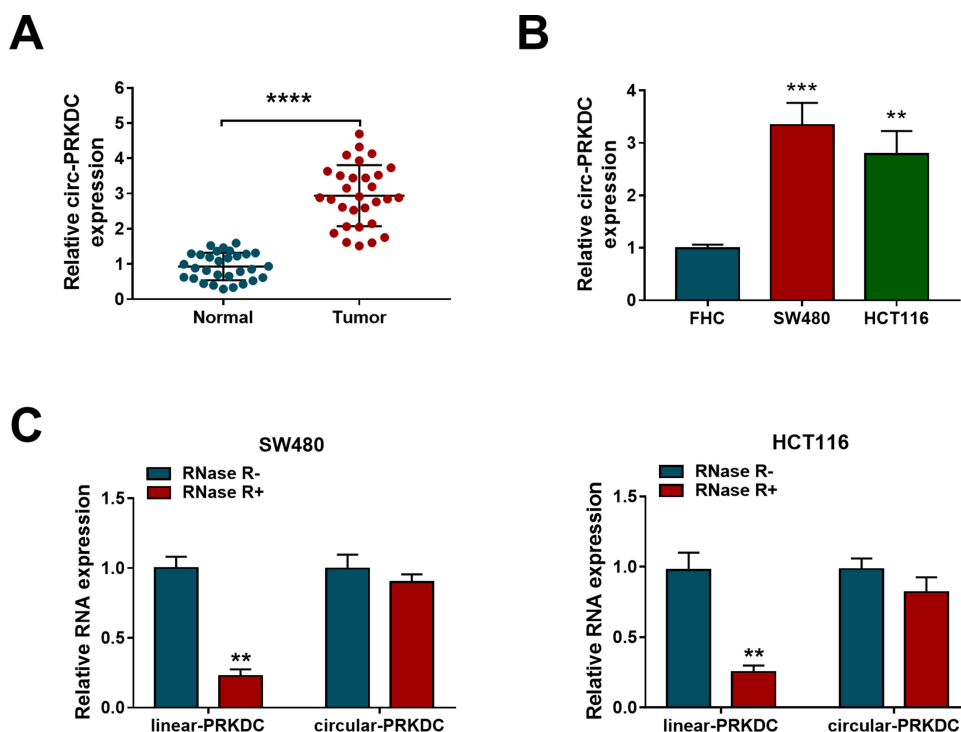 A
Relative circ-PRKDC
expression
6
5
4
3
2
1
0
****
Normal
Tumor
B
Relative circ-PRKDC
expression
4
3
2
1
0
***
**
FHC
SW480
HCT116
C
SW480
RNase R-
RNase R+
Relative RNA expression
1.5
1.0
0.5
0.0
**
linear-PRKDC
circular-PRKDC
HCT116
RNase R-
RNase R+
Relative RNA expression
1.5
1.0
0.5
0.0
**
linear-PRKDC
circular-PRKDC